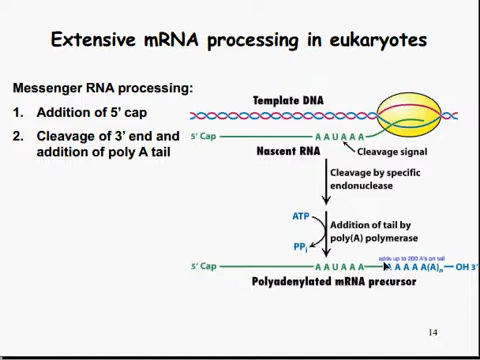 Extensive mRNA processing in eukaryotes
Messenger RNA processing:
1. Addition of 5' cap
2. Cleavage of 3' end and
addition of poly A tail
Template DNA
5' Cap
A A U A A A
Nascent RNA
Cleavage signal
Cleavage by specific
endonuclease
ATP
PPi
Addition of tail by
poly(A) polymerase
adds up to 200 A's on tail
5' Cap
A A U A A A
A A A A A(A)n
OH 3'
Polyadenylated mRNA precursor
14